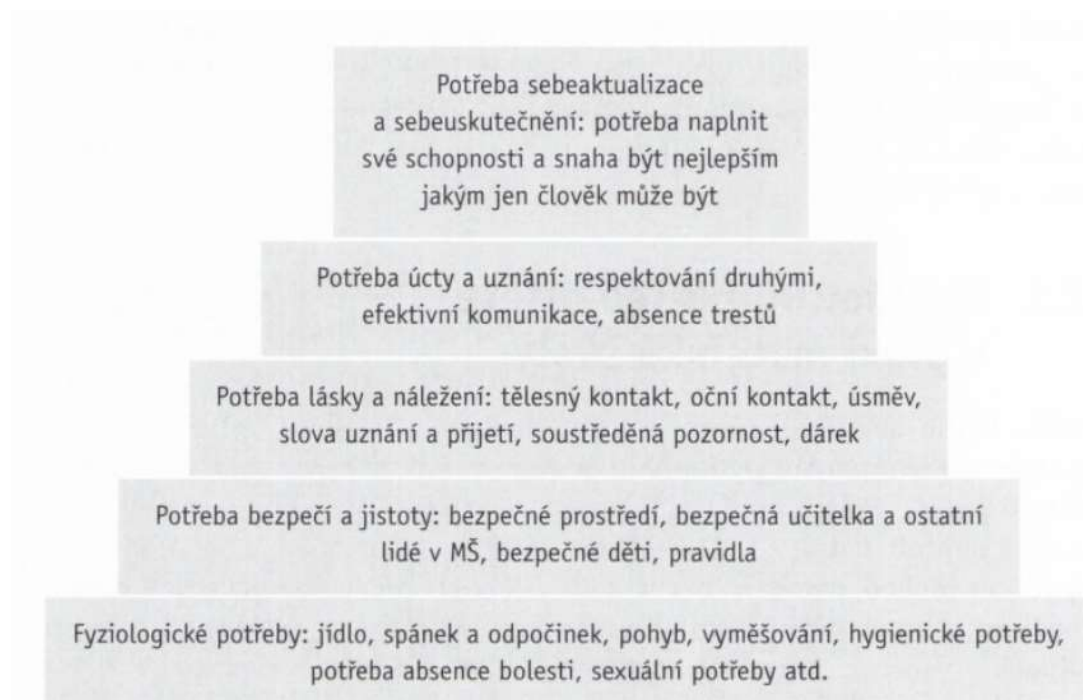 Potřeba sebeaktualizace
a sebeuskutečnění: potřeba naplnit
své schopnosti a snaha být nejlepším
jakým jen člověk může být
Potřeba úcty a uznání: respektování druhými,
efektivní komunikace, absence trestů
Potřeba lásky a náležení: tělesný kontakt, oční kontakt, úsměv,
slova uznání a přijetí, soustředěná pozornost, dárek
Potřeba bezpečí a jistoty: bezpečné prostředí, bezpečná učitelka a ostatní
lidé v MŠ, bezpečné děti, pravidla
Fyziologické potřeby: jídlo, spánek a odpočinek, pohyb, vyměšování, hygienické potřeby,
potřeba absence bolesti, sexuální potřeby atd.